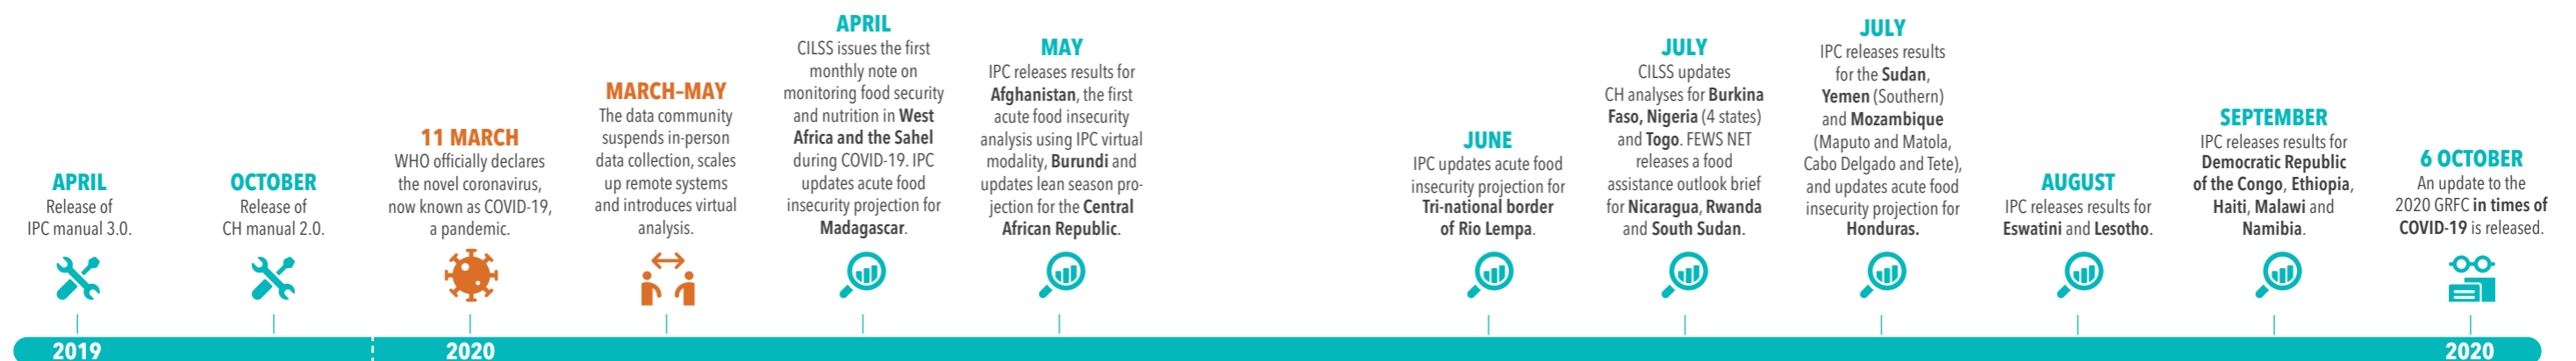 APRIL
Release of
IPC manual 3.0.
OCTOBER
Release of
CH manual 2.0.
11 MARCH
WHO officially declares
the novel coronavirus,
now known as COVID-19,
a pandemic.
MARCH–MAY
The data community
suspends in-person
data collection, scales
up remote systems
and introduces virtual
analysis.
APRIL
CILSS issues the first
monthly note on
monitoring food security
and nutrition in West
Africa and the Sahel
during COVID-19. IPC
updates acute food
insecurity projection for
Madagascar.
MAY
IPC releases results for
Afghanistan, the first
acute food insecurity
analysis using IPC virtual
modality, Burundi and
updates lean season pro-
jection for the Central
African Republic.
JUNE
IPC updates acute food
insecurity projection for
Tri-national border
of Rio Lempa.
JULY
CILSS updates
CH analyses for Burkina
Faso, Nigeria (4 states)
and Togo. FEWS NET
releases a food
assistance outlook brief
for Nicaragua, Rwanda
and South Sudan.
JULY
IPC releases results
for the Sudan,
Yemen (Southern)
and Mozambique
(Maputo and Matola,
Cabo Delgado and Tete),
and updates acute food
insecurity projection for
Honduras.
AUGUST
IPC releases results for
Eswatini and Lesotho.
SEPTEMBER
IPC releases results for
Democratic Republic
of the Congo, Ethiopia,
Haiti, Malawi and
Namibia.
6 OCTOBER
An update to the
2020 GRFC in times of
COVID-19 is released.
2019
2020
2020